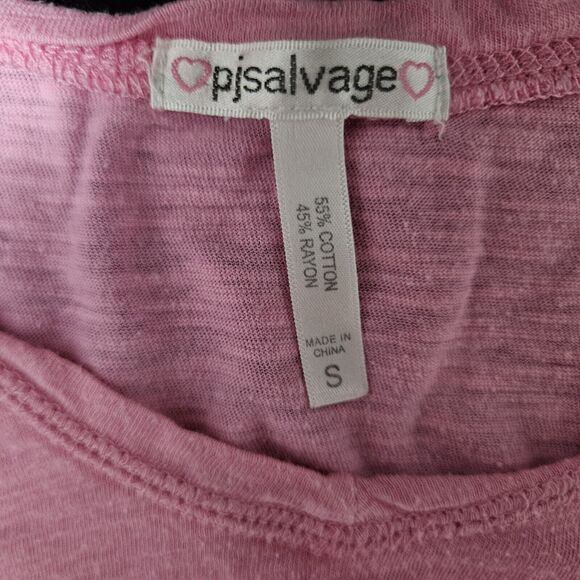 pjsalvage
55% COTTON
45% RAYON
MADE IN
CHINA
S